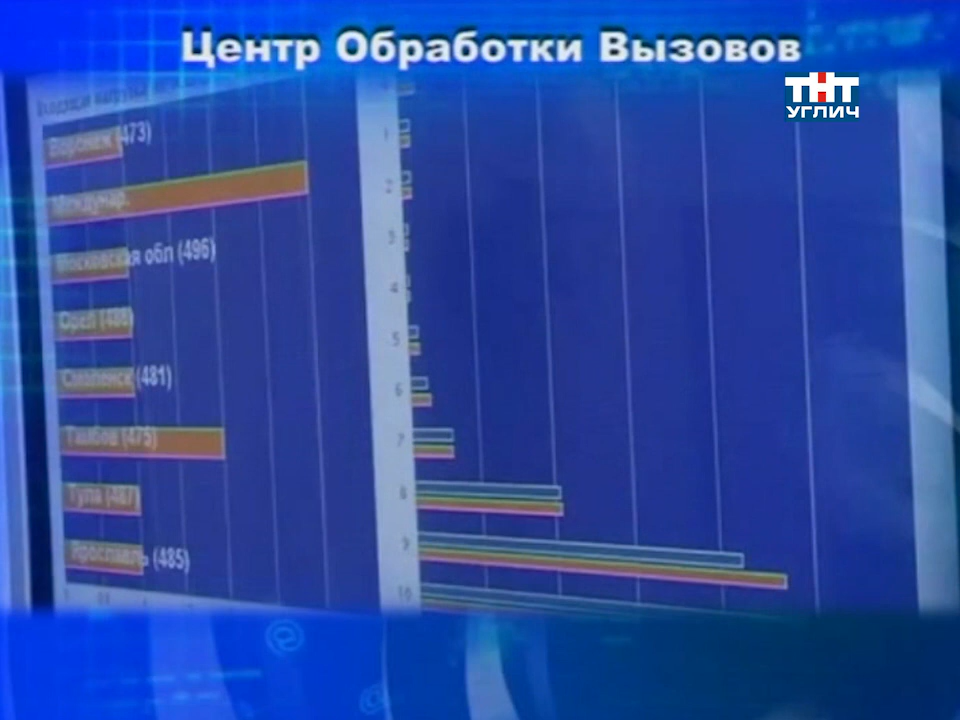 Центр Обработки Вызовов
ТНТ
УГЛИЧ
Воронеж (473)
Междунар.
Московская обл (496)
Орел (486)
Смоленск (481)
Тамбов (475)
Тула (487)
Ярославль (485)
1
2
3
4
5
6
7
8
9
10